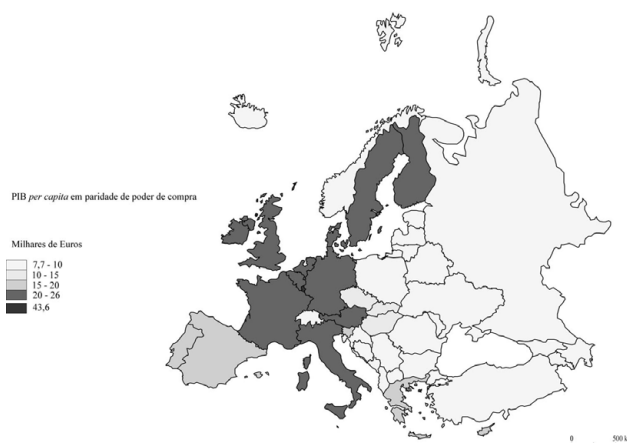 PIB per capita em paridade de poder de compra
Milhares de Euros
7,7 - 10
10 - 15
15 - 20
20 - 26
43,6
0 500 k